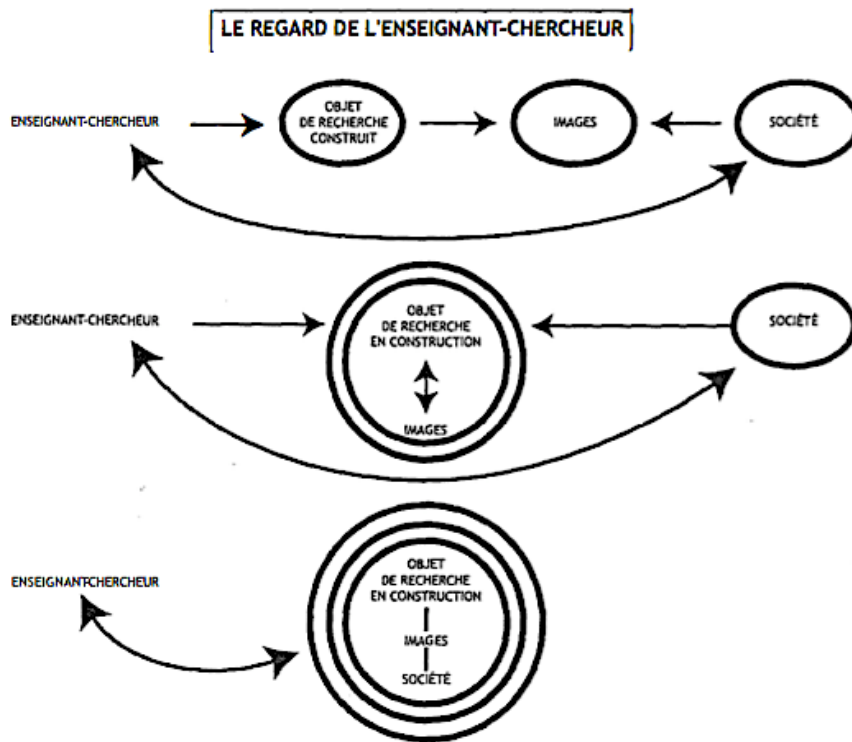 LE REGARD DE L'ENSEIGNANT-CHERCHEUR
ENSEIGNANT-CHERCHEUR
OBJET
DE RECHERCHE
CONSTRUIT
IMAGES
SOCIÉTÉ
ENSEIGNANT-CHERCHEUR
OBJET
DE RECHERCHE
EN CONSTRUCTION
IMAGES
SOCIÉTÉ
ENSEIGNANT-CHERCHEUR
OBJET
DE RECHERCHE
EN CONSTRUCTION
IMAGES
SOCIÉTÉ